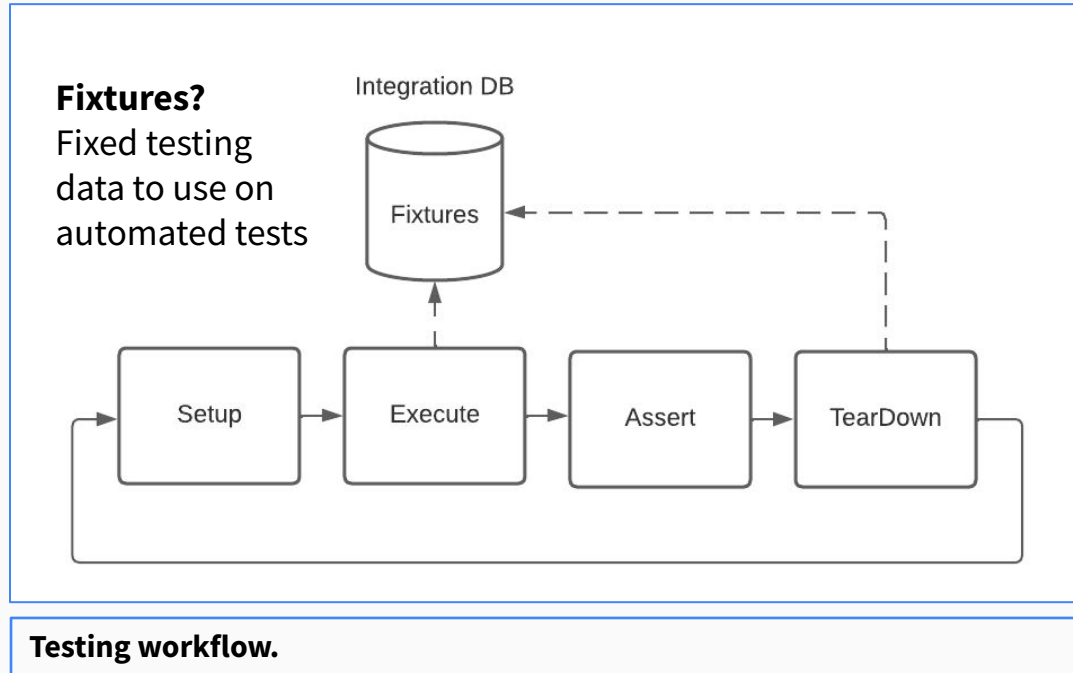 Fixtures?
Fixed testing
data to use on
automated tests
Integration DB
Fixtures
Setup
Execute
Assert
TearDown
Testing workflow.